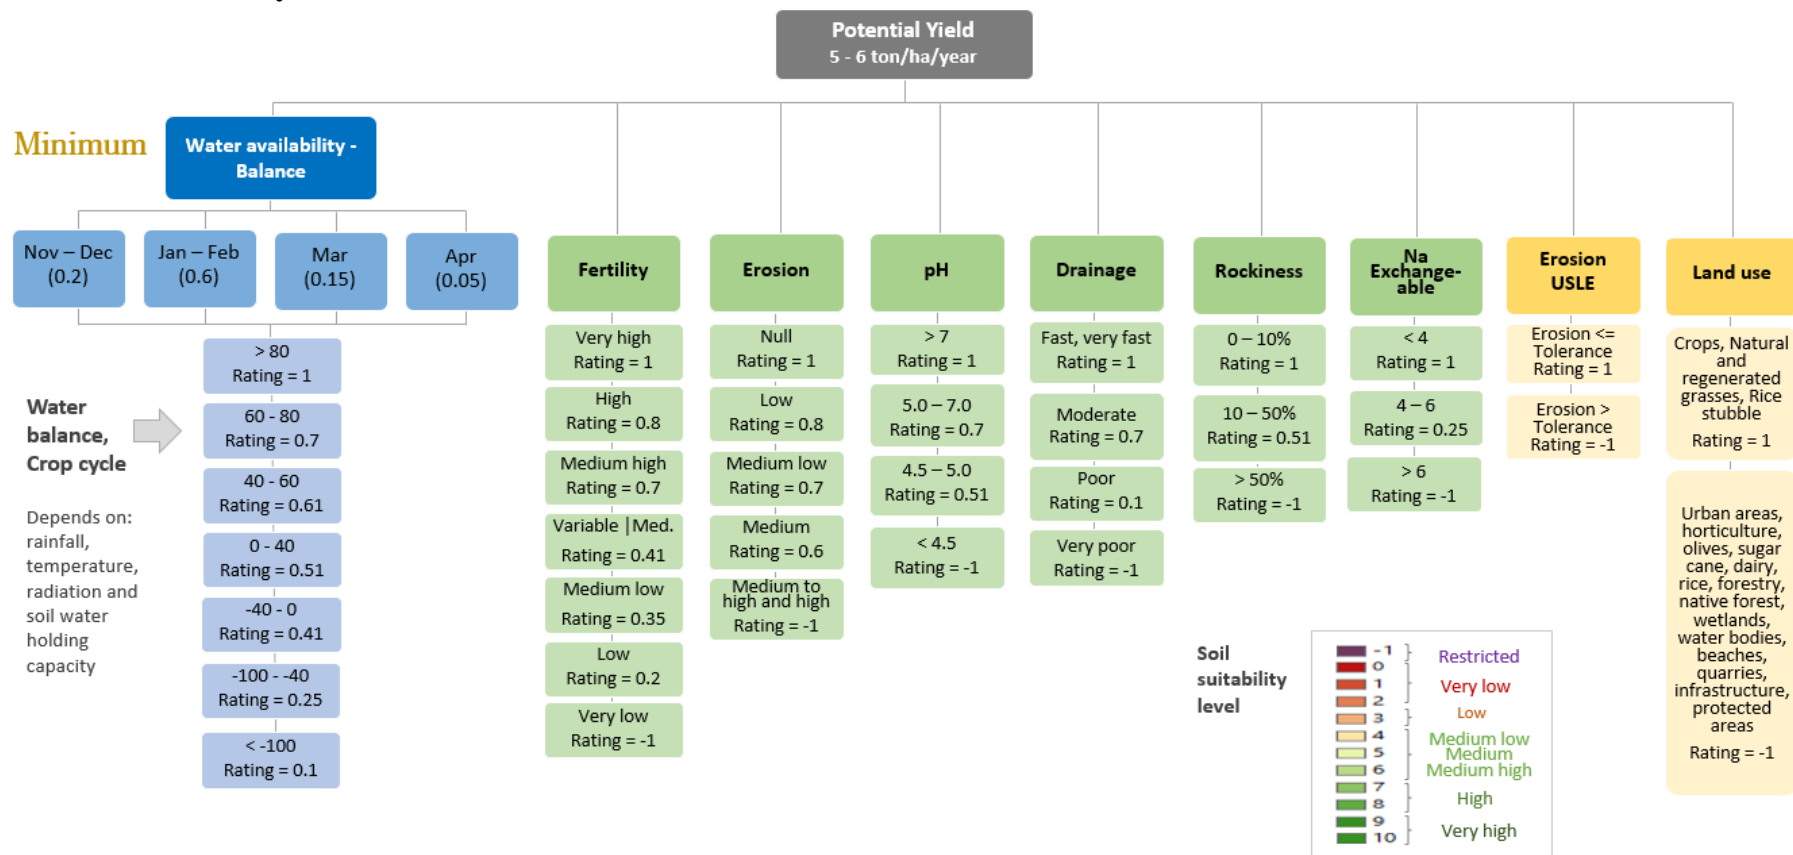 Potential Yield
5 - 6 ton/ha/year
Minimum
Water availability -
Balance
Nov – Dec
(0.2)
Jan – Feb
(0.6)
Mar
(0.15)
Apr
(0.05)
Water
balance,
Crop cycle
Depends on:
rainfall,
temperature,
radiation and
soil water
holding
capacity
> 80
Rating = 1
60 - 80
Rating = 0.7
40 - 60
Rating = 0.61
0 - 40
Rating = 0.51
-40 - 0
Rating = 0.41
-100 - -40
Rating = 0.25
< -100
Rating = 0.1
Fertility
Very high
Rating = 1
High
Rating = 0.8
Medium high
Rating = 0.7
Variable |Med.
Rating = 0.41
Medium low
Rating = 0.35
Low
Rating = 0.2
Very low
Rating = -1
Erosion
Null
Rating = 1
Low
Rating = 0.8
Medium low
Rating = 0.7
Medium
Rating = 0.6
Medium to
high and high
Rating = -1
pH
> 7
Rating = 1
5.0 – 7.0
Rating = 0.7
4.5 – 5.0
Rating = 0.51
< 4.5
Rating = -1
Drainage
Fast, very fast
Rating = 1
Moderate
Rating = 0.7
Poor
Rating = 0.1
Very poor
Rating = -1
Rockiness
0 – 10%
Rating = 1
10 – 50%
Rating = 0.51
> 50%
Rating = -1
Na
Exchange-
able
< 4
Rating = 1
4 – 6
Rating = 0.25
> 6
Rating = -1
Erosion
USLE
Erosion <=
Tolerance
Rating = 1
Erosion >
Tolerance
Rating = -1
Land use
Crops, Natural
and
regenerated
grasses, Rice
stubble
Rating = 1
Urban areas,
horticulture,
olives, sugar
cane, dairy,
rice, forestry,
native forest,
wetlands,
water bodies,
beaches,
quarries,
infrastructure,
protected
areas
Rating = -1
Soil
suitability
level
-1
0
1
2
3
4
5
6
7
8
9
10
Restricted
Very low
Low
Medium low
Medium
Medium high
High
Very high